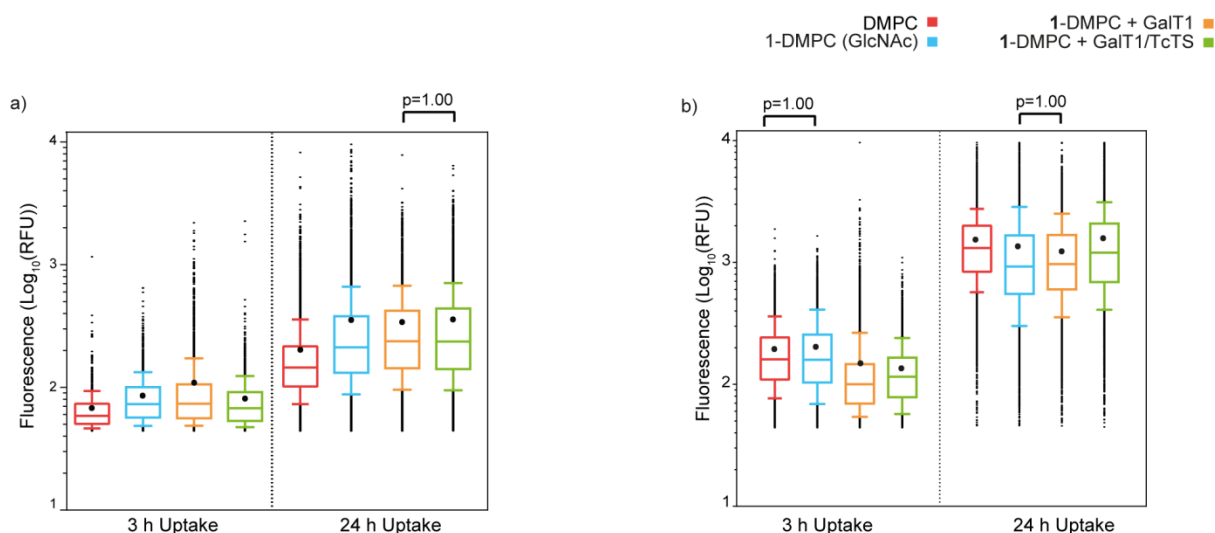 DMPC
1-DMPC (GlcNAc)
1-DMPC + GalT1
1-DMPC + GalT1/TcTS
a)
p=1.00
Fluorescence (Log10(RFU))
4
3
2
1
3 h Uptake
24 h Uptake
b)
p=1.00
p=1.00
Fluorescence (Log10(RFU))
4
3
2
1
3 h Uptake
24 h Uptake